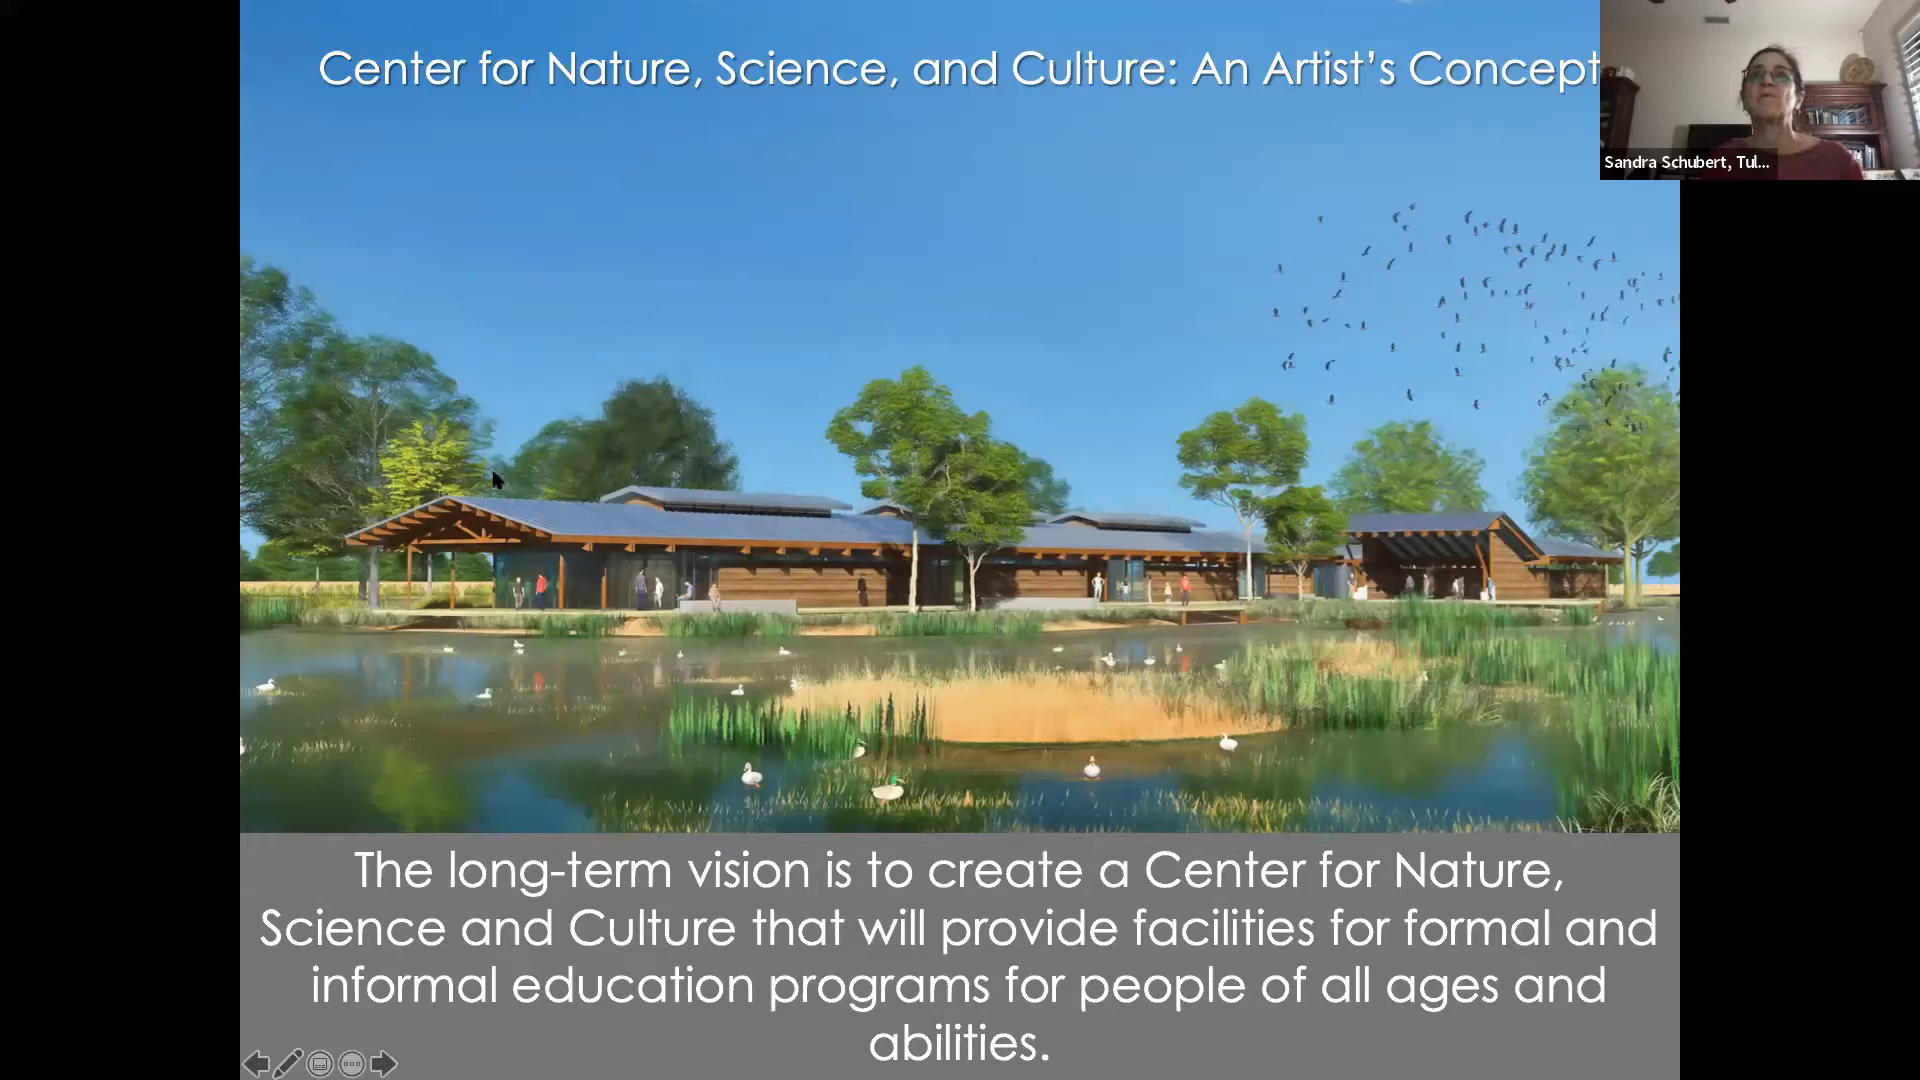 Center for Nature, Science, and Culture: An Artist's Concept
Sandra Schubert, Tul...
The long-term vision is to create a Center for Nature,
Science and Culture that will provide facilities for formal and
informal education programs for people of all ages and
abilities.